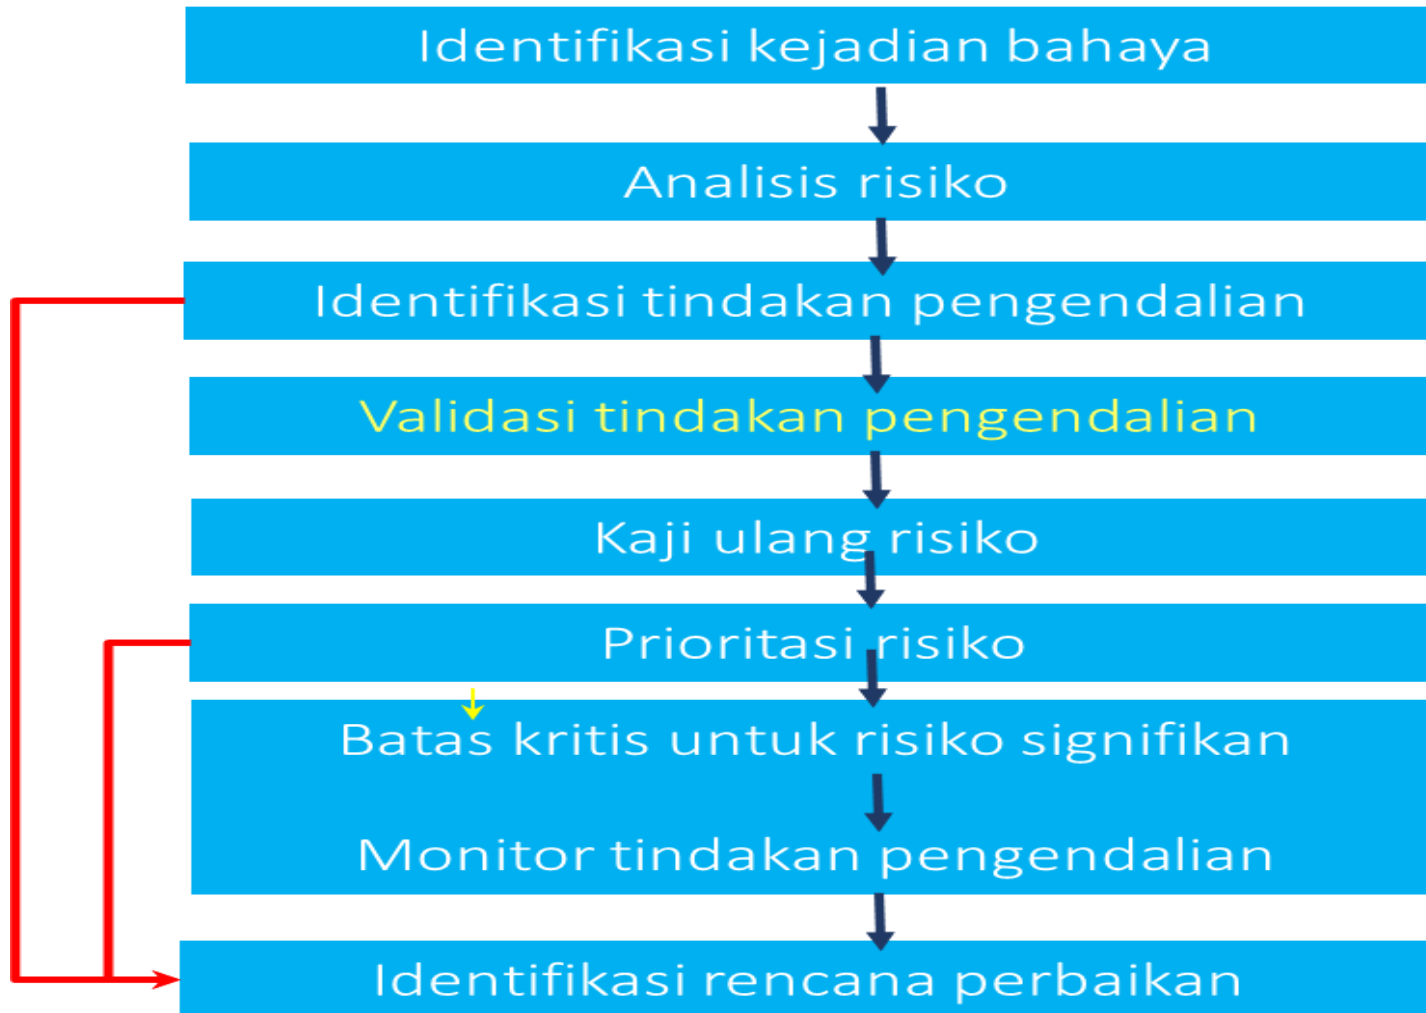 Identifikasi kejadian bahaya
Analisis risiko
Identifikasi tindakan pengendalian
Validasi tindakan pengendalian
Kaji ulang risiko
Prioritasi risiko
Batas kritis untuk risiko signifikan
Monitor tindakan pengendalian
Identifikasi rencana perbaikan